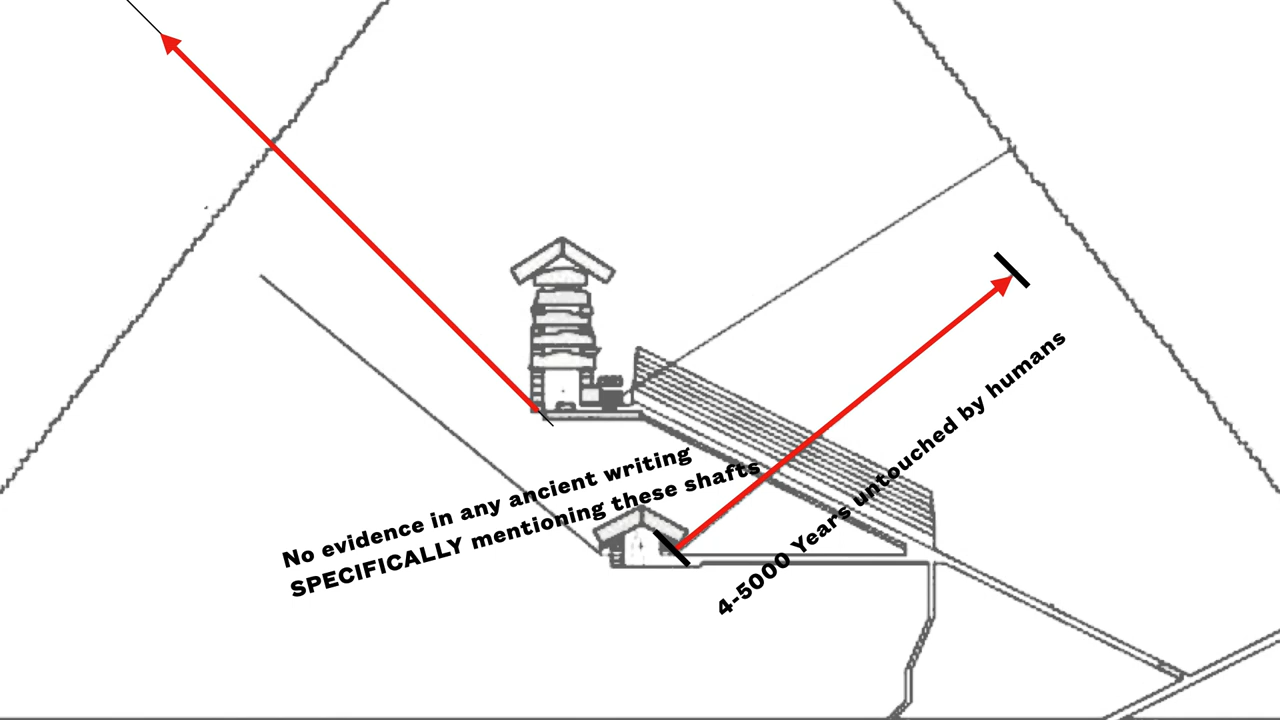 No evidence in any ancient writing
SPECIFICALLY mentioning these shafts
4-5000 Years untouched by humans